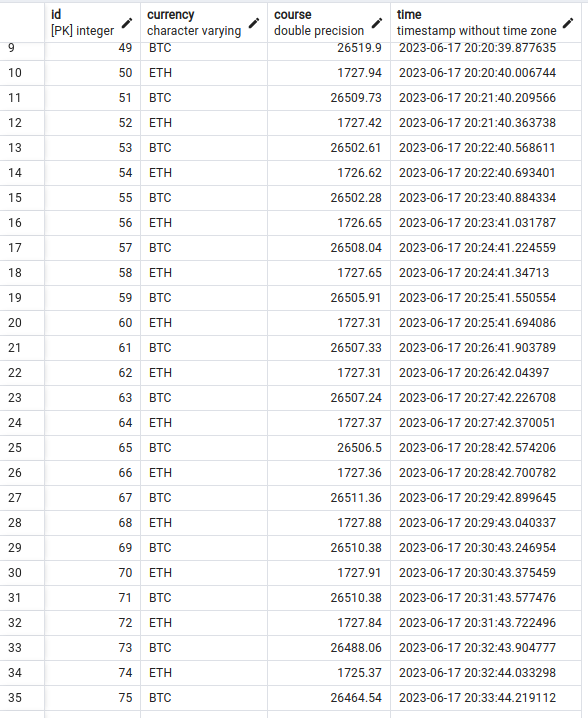 id currency course time
[PK] integer character varying double precision timestamp without time zone
9 49 BTC 26519.9 2023-06-17 20:20:39.877635
10 50 ETH 1727.94 2023-06-17 20:20:40.006744
11 51 BTC 26509.73 2023-06-17 20:21:40.209566
12 52 ETH 1727.42 2023-06-17 20:21:40.363738
13 53 BTC 26502.61 2023-06-17 20:22:40.568611
14 54 ETH 1726.62 2023-06-17 20:22:40.693401
15 55 BTC 26502.28 2023-06-17 20:23:40.884334
16 56 ETH 1726.65 2023-06-17 20:23:41.031787
17 57 BTC 26508.04 2023-06-17 20:24:41.224559
18 58 ETH 1727.65 2023-06-17 20:24:41.34713
19 59 BTC 26505.91 2023-06-17 20:25:41.550554
20 60 ETH 1727.31 2023-06-17 20:25:41.694086
21 61 BTC 26507.33 2023-06-17 20:26:41.903789
22 62 ETH 1727.31 2023-06-17 20:26:42.04397
23 63 BTC 26507.24 2023-06-17 20:27:42.226708
24 64 ETH 1727.37 2023-06-17 20:27:42.370051
25 65 BTC 26506.5 2023-06-17 20:28:42.574206
26 66 ETH 1727.36 2023-06-17 20:28:42.700782
27 67 BTC 26511.36 2023-06-17 20:29:42.899645
28 68 ETH 1727.88 2023-06-17 20:29:43.040337
29 69 BTC 26510.38 2023-06-17 20:30:43.246954
30 70 ETH 1727.91 2023-06-17 20:30:43.375459
31 71 BTC 26510.38 2023-06-17 20:31:43.577476
32 72 ETH 1727.84 2023-06-17 20:31:43.722496
33 73 BTC 26488.06 2023-06-17 20:32:43.904777
34 74 ETH 1725.37 2023-06-17 20:32:44.033298
35 75 BTC 26464.54 2023-06-17 20:33:44.219112